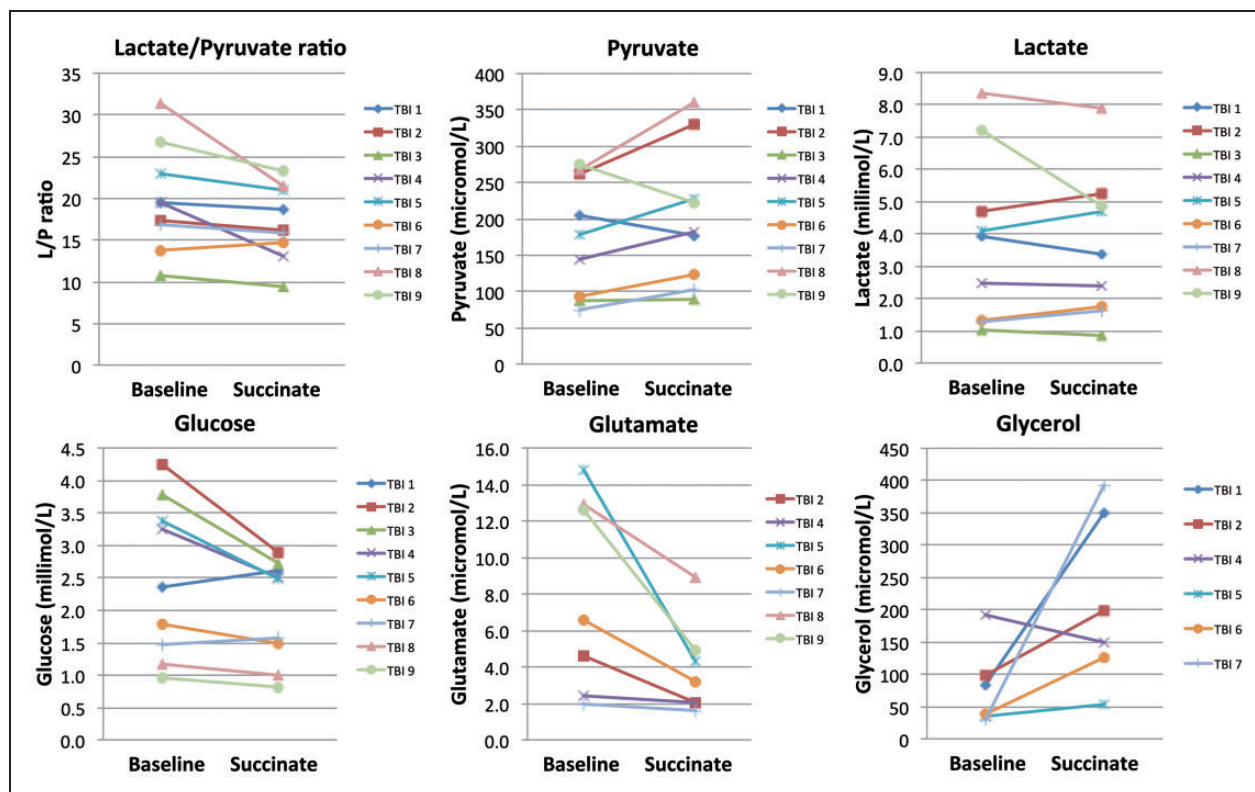 Lactate/Pyruvate ratio
L/P ratio
35
30
25
20
15
10
5
0
Baseline Succinate
TBI 1
TBI 2
TBI 3
TBI 4
TBI 5
TBI 6
TBI 7
TBI 8
TBI 9
Pyruvate
Pyruvate (micromol/L)
400
350
300
250
200
150
100
50
0
Baseline Succinate
TBI 1
TBI 2
TBI 3
TBI 4
TBI 5
TBI 6
TBI 7
TBI 8
TBI 9
Lactate
Lactate (millimol/L)
9.0
8.0
7.0
6.0
5.0
4.0
3.0
2.0
1.0
0.0
Baseline Succinate
TBI 1
TBI 2
TBI 3
TBI 4
TBI 5
TBI 6
TBI 7
TBI 8
TBI 9
Glucose
Glucose (millimol/L)
4.5
4.0
3.5
3.0
2.5
2.0
1.5
1.0
0.5
0.0
Baseline Succinate
TBI 1
TBI 2
TBI 3
TBI 4
TBI 5
TBI 6
TBI 7
TBI 8
TBI 9
Glutamate
Glutamate (micromol/L)
16.0
14.0
12.0
10.0
8.0
6.0
4.0
2.0
0.0
Baseline Succinate
TBI 2
TBI 4
TBI 5
TBI 6
TBI 7
TBI 8
TBI 9
Glycerol
Glycerol (micromol/L)
450
400
350
300
250
200
150
100
50
0
Baseline Succinate
TBI 1
TBI 2
TBI 4
TBI 5
TBI 6
TBI 7